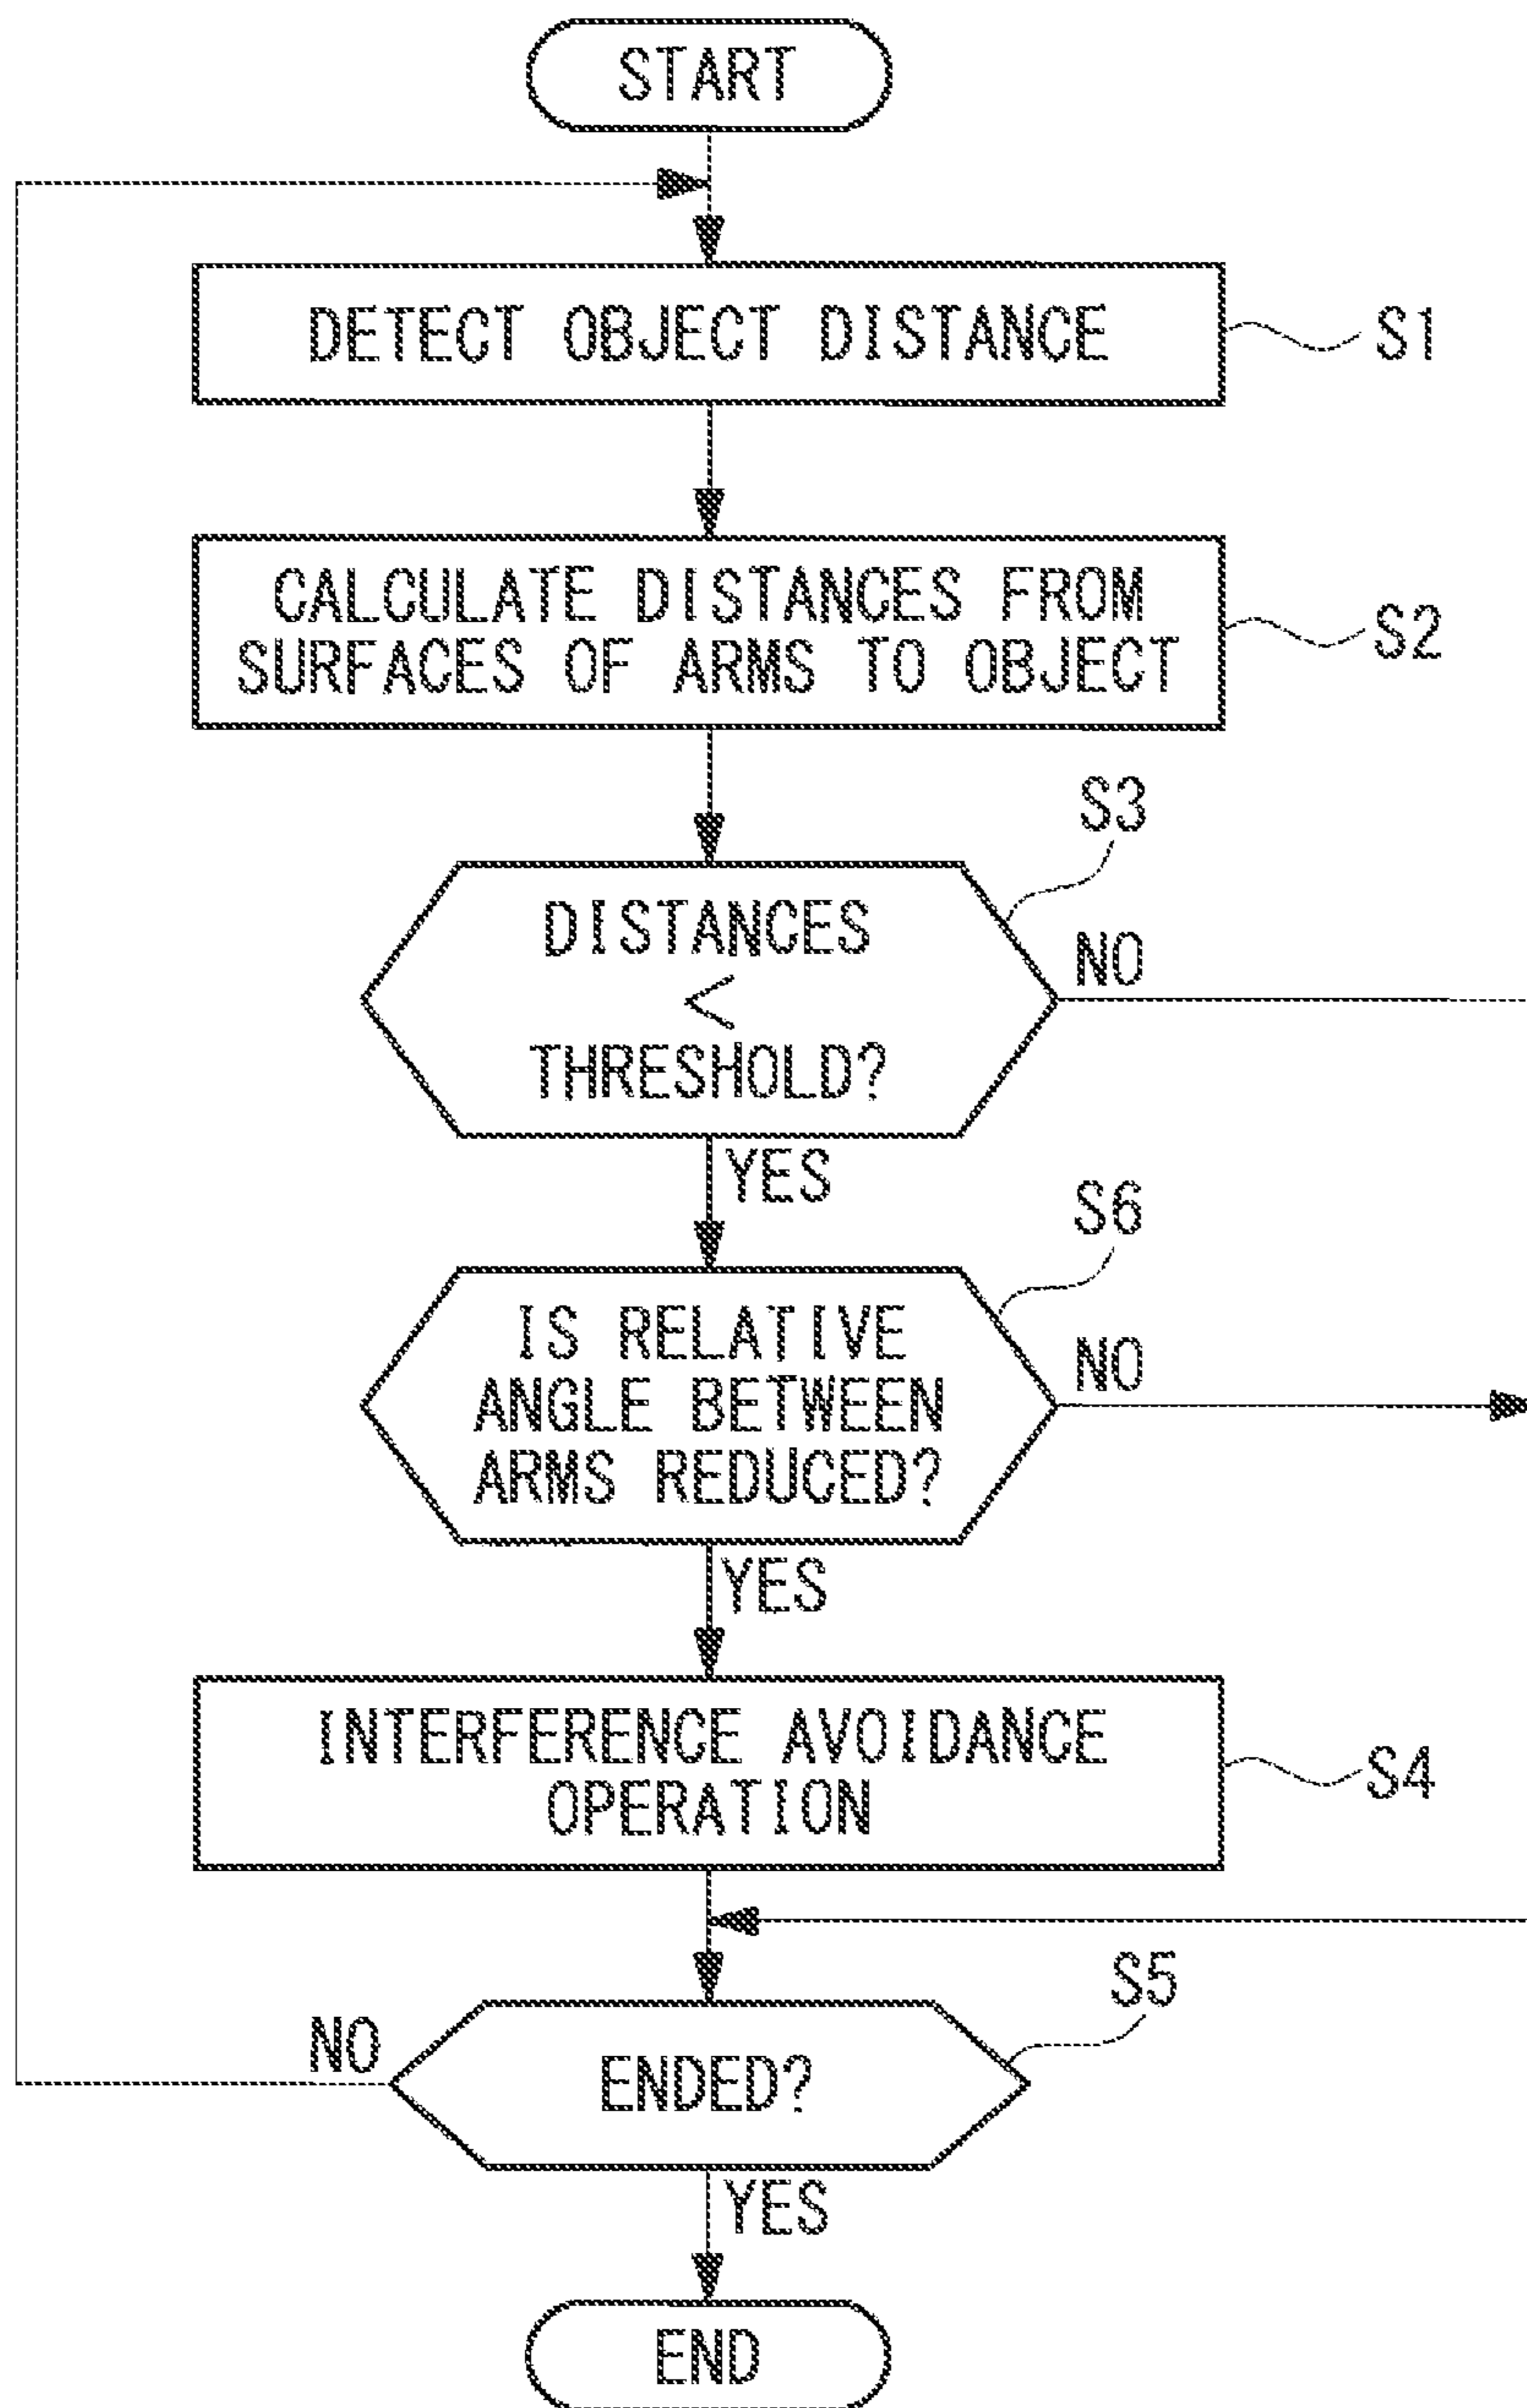 START
DETECT OBJECT DISTANCE
S1
CALCULATE DISTANCES FROM
SURFACES OF ARMS TO OBJECT
S2
S3
DISTANCES
<
THRESHOLD?
NO
YES
S6
IS RELATIVE
ANGLE BETWEEN
ARMS REDUCED?
NO
YES
INTERFERENCE AVOIDANCE
OPERATION
S4
S5
NO
ENDED?
YES
END